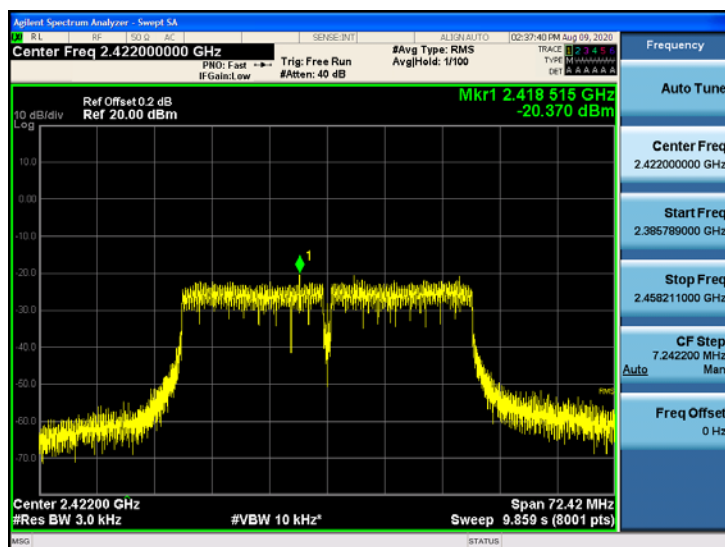 Agilent Spectrum Analyzer - Swept SA
RL RF 50 Ω AC SENSE:INT ALIGN AUTO 02:37:40 PM Aug 09, 2020
Center Freq 2.422000000 GHz
PNO: Fast
IFGain:Low
Trig: Free Run
#Atten: 40 dB
#Avg Type: RMS
Avg|Hold: 1/100
TRACE 1 2 3 4 5 6
TYPE M W W W W W
DET A A A A A A
Ref Offset 0.2 dB
10 dB/div Ref 20.00 dBm
Log
Mkr1 2.418 515 GHz
-20.370 dBm
10.0
0.00
-10.0
-20.0
-30.0
-40.0
-50.0
-60.0
-70.0
1
RMS
Center 2.42200 GHz Span 72.42 MHz
#Res BW 3.0 kHz #VBW 10 kHz* Sweep 9.859 s (8001 pts)
MSG STATUS
Frequency
Auto Tune
Center Freq
2.422000000 GHz
Start Freq
2.385789000 GHz
Stop Freq
2.458211000 GHz
CF Step
7.242200 MHz
Auto Man
Freq Offset
0 Hz